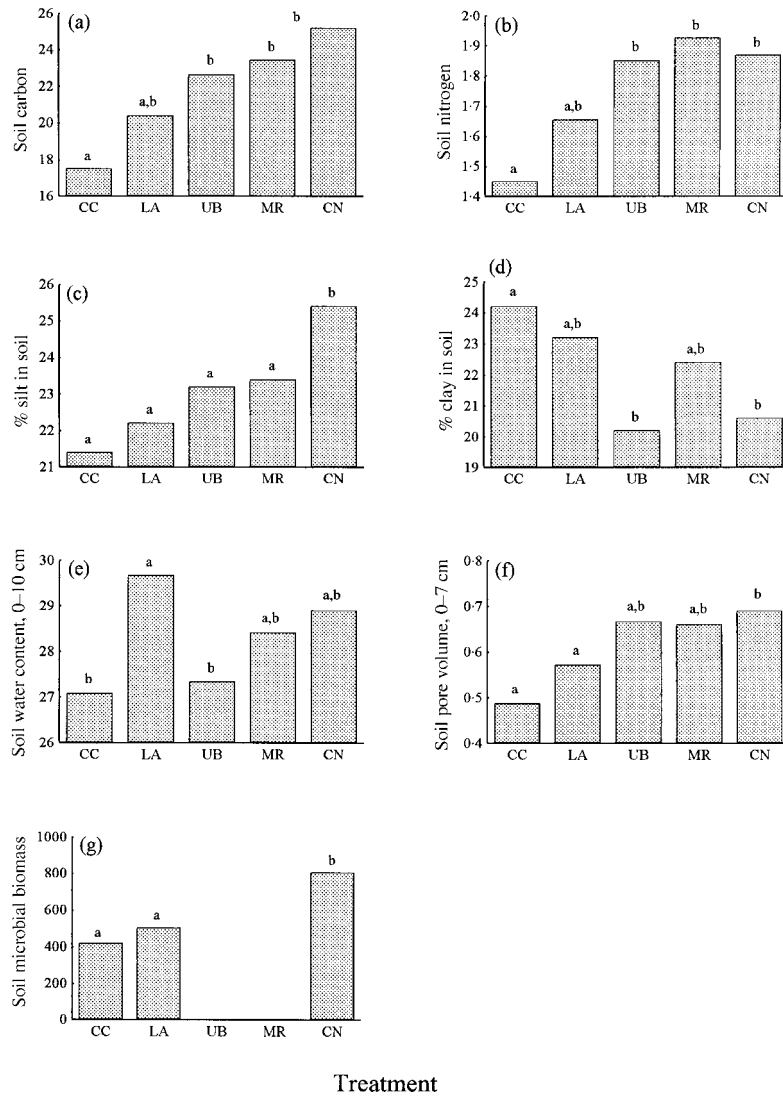 (a)
Soil carbon
26
24
22
20
18
16
a
a,b
b
b
b
CC LA UB MR CN
(b)
Soil nitrogen
2·0
1·9
1·8
1·7
1·6
1·5
1·4
a
a,b
b
b
b
CC LA UB MR CN
(c)
% silt in soil
26
25
24
23
22
21
a
a
a
a
b
CC LA UB MR CN
(d)
% clay in soil
25
24
23
22
21
20
19
a
a,b
b
a,b
b
CC LA UB MR CN
(e)
Soil water content, 0–10 cm
30
29
28
27
26
b
a
b
a,b
a,b
CC LA UB MR CN
(f)
Soil pore volume, 0–7 cm
0·8
0·7
0·6
0·5
0·4
a
a
a,b
a,b
b
CC LA UB MR CN
(g)
Soil microbial biomass
1000
800
600
400
200
0
a
a
b
CC LA UB MR CN
Treatment